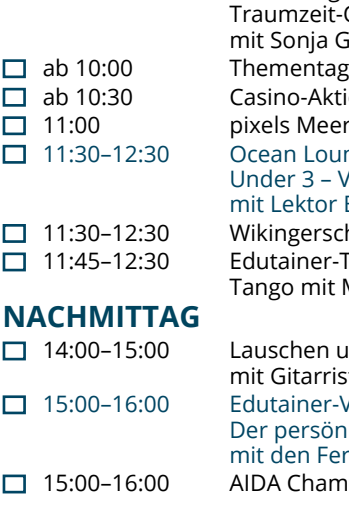 Traumzeit-
mit Sonja G
ab 10:00 Thementag
ab 10:30 Casino-Akti
11:00 pixels Meer
11:30–12:30 Ocean Loun
Under 3 – V
mit Lektor
11:30–12:30 Wikingersch
11:45–12:30 Edutainer-T
Tango mit M
NACHMITTAG
14:00–15:00 Lauschen u
mit Gitarris
15:00–16:00 Edutainer-V
Der persön
mit den Fer
15:00–16:00 AIDA Cham